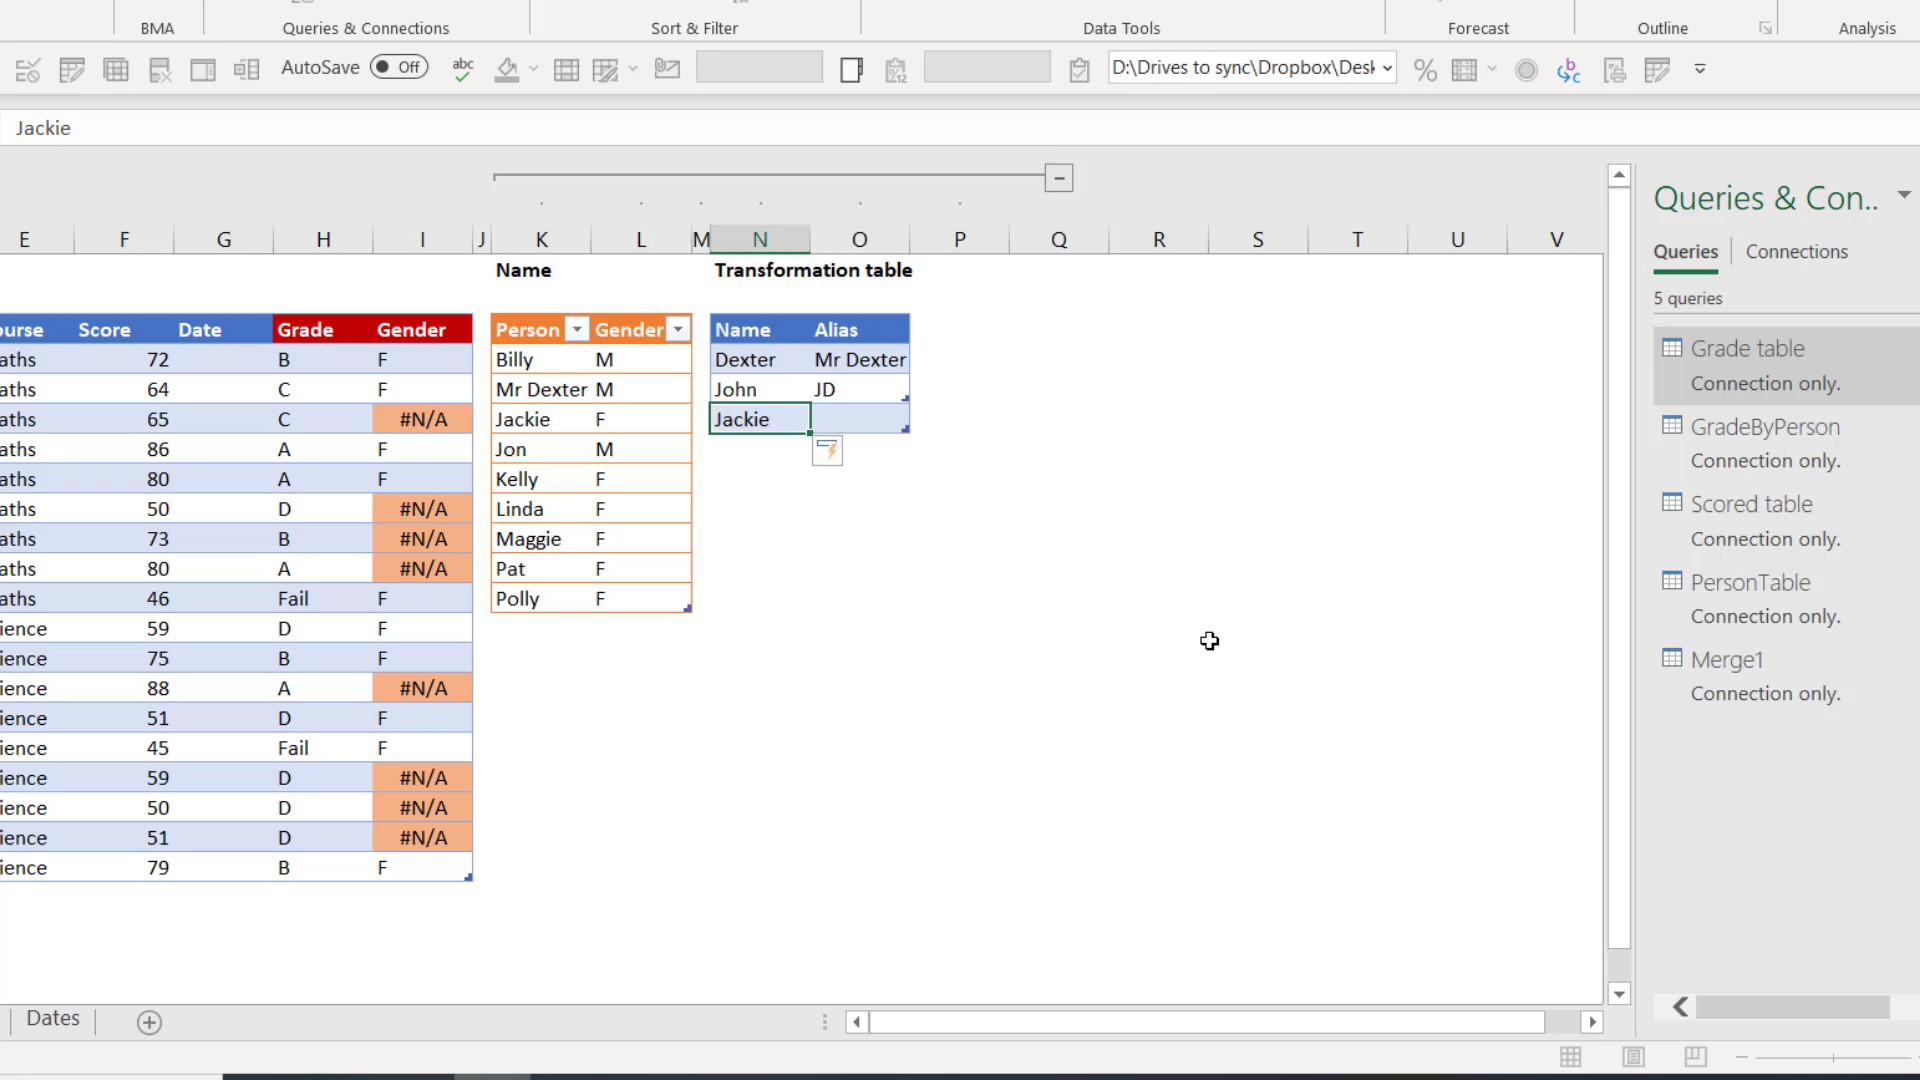 BMA Queries & Connections Sort & Filter Data Tools Forecast Outline Analysis
AutoSave Off abc D:\Drives to sync\Dropbox\Desk
Jackie
E F G H I J K L M N O P Q R S T U V
Name Transformation table
ourse Score Date Grade Gender Person Gender Name Alias
aths 72 B F Billy M Dexter Mr Dexter
aths 64 C F Mr Dexter M John JD
aths 65 C #N/A Jackie F Jackie
aths 86 A F Jon M
aths 80 A F Kelly F
aths 50 D #N/A Linda F
aths 73 B #N/A Maggie F
aths 80 A #N/A Pat F
aths 46 Fail F Polly F
ience 59 D F
ience 75 B F
ience 88 A #N/A
ience 51 D F
ience 45 Fail F
ience 59 D #N/A
ience 50 D #N/A
ience 51 D #N/A
ience 79 B F
Dates
Queries & Con..
Queries Connections
5 queries
Grade table
Connection only.
GradeByPerson
Connection only.
Scored table
Connection only.
PersonTable
Connection only.
Merge1
Connection only.